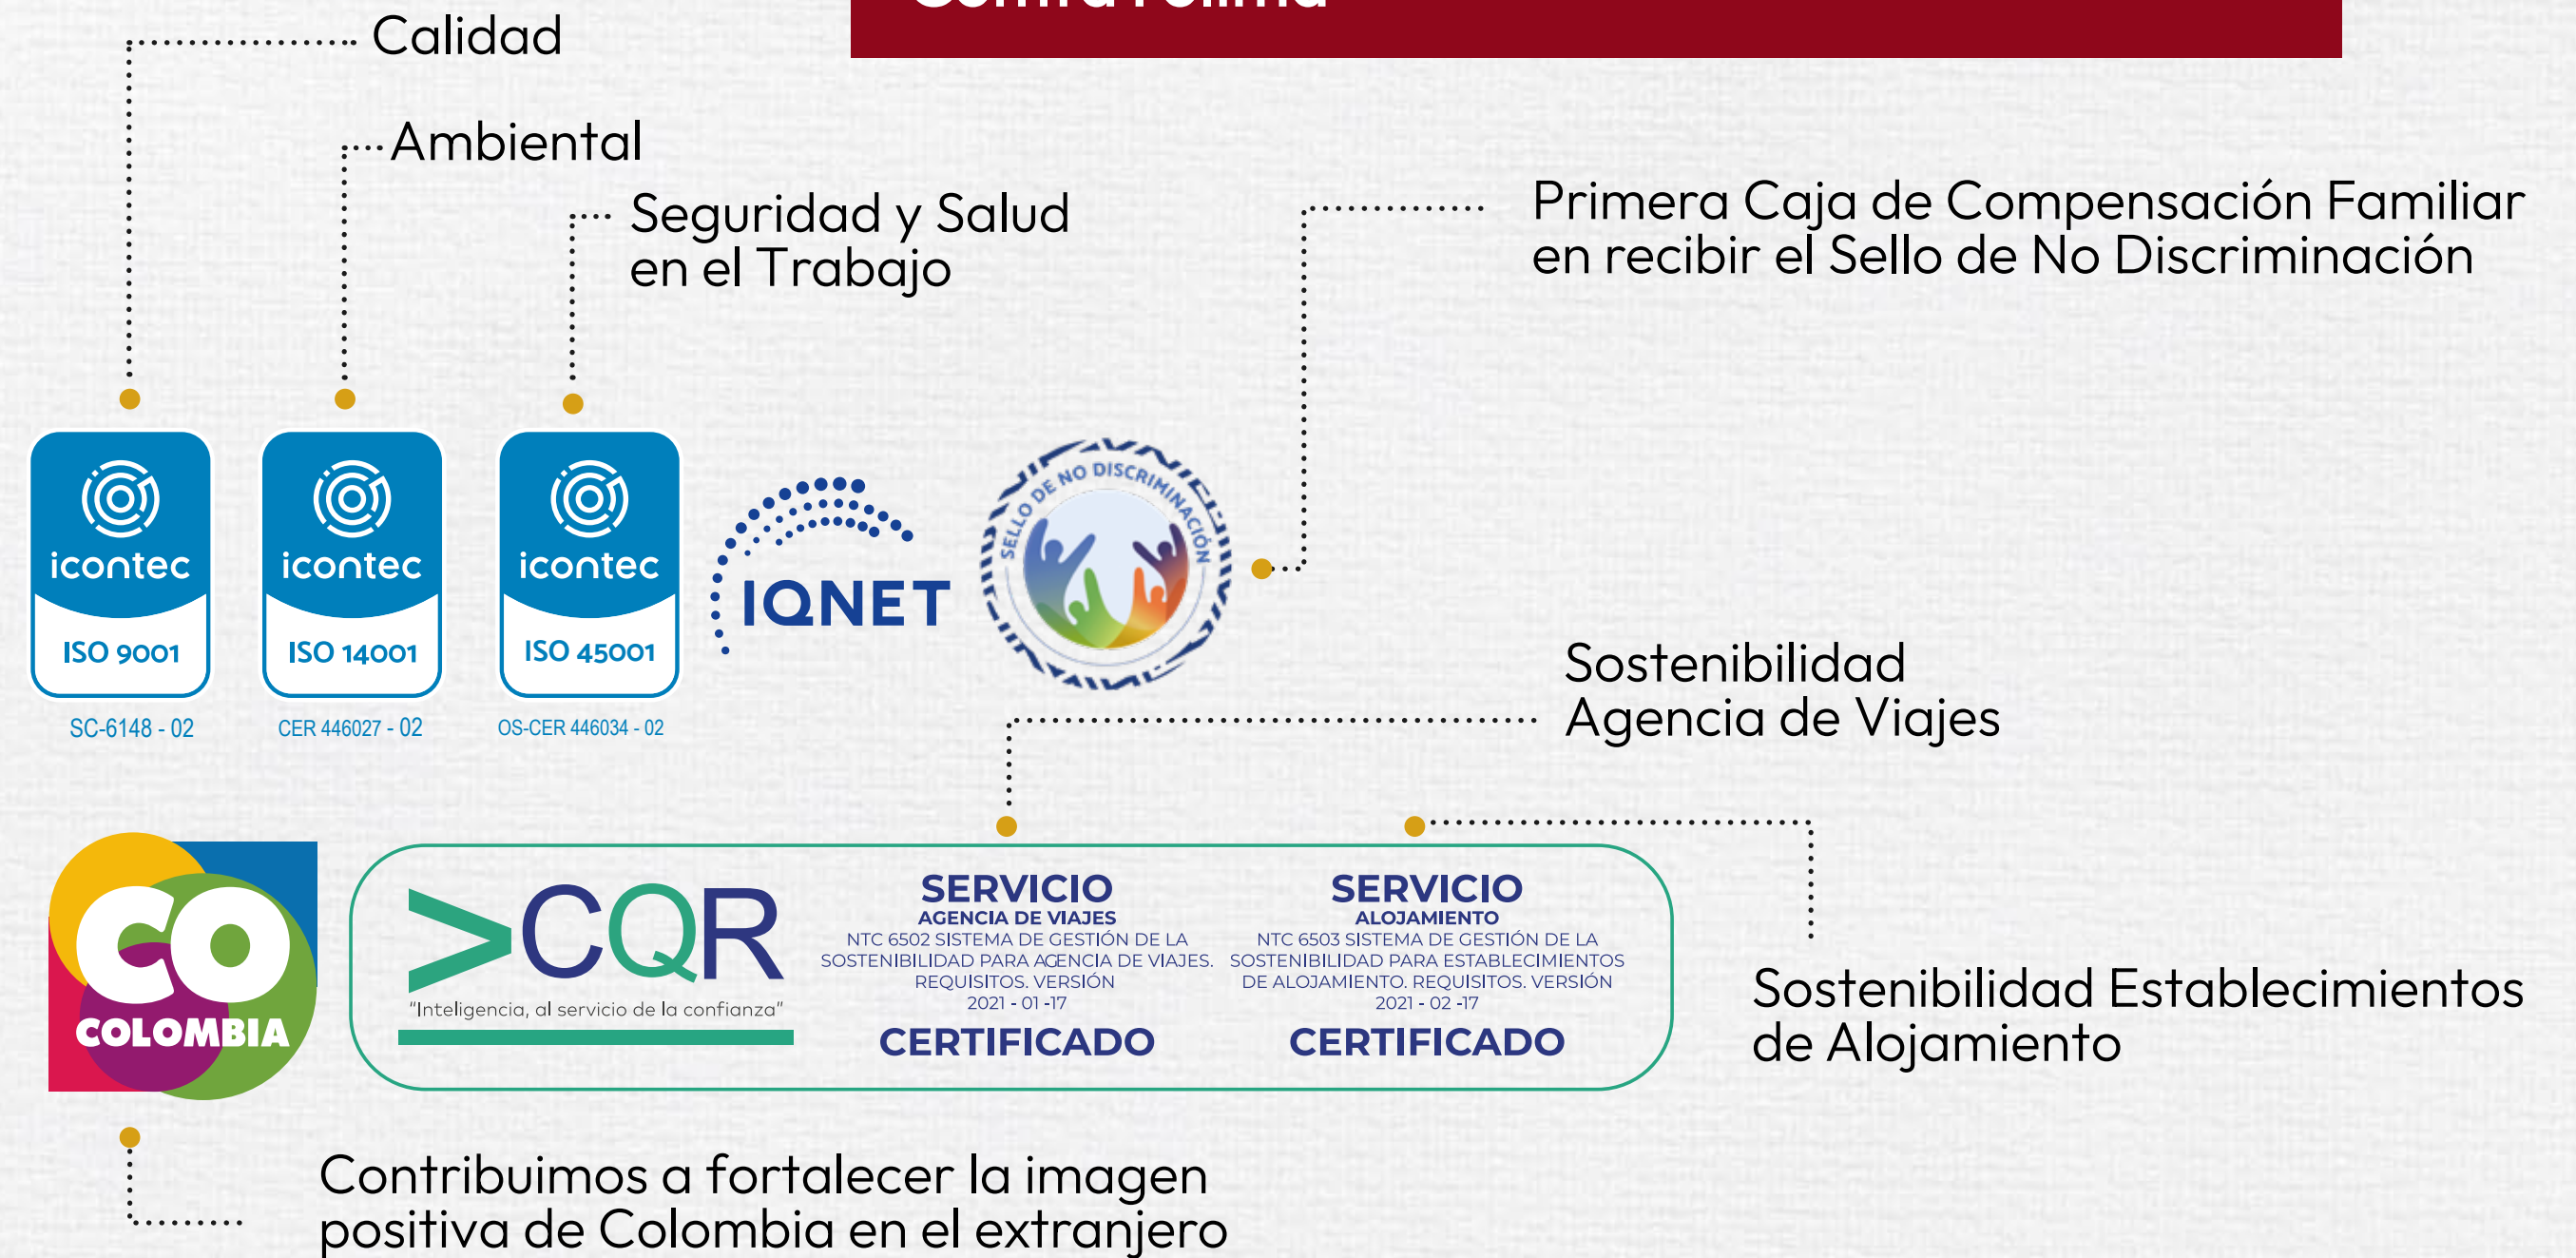 Calidad
Ambiental
Seguridad y Salud
en el Trabajo
Primera Caja de Compensación Familiar
en recibir el Sello de No Discriminación
icontec
ISO 9001
SC-6148 - 02
icontec
ISO 14001
CER 446027 - 02
icontec
ISO 45001
OS-CER 446034 - 02
IQNET
SELLO DE NO DISCRIMINACIÓN
Sostenibilidad
Agencia de Viajes
CO
COLOMBIA
>CQR
"Inteligencia, al servicio de la confianza"
SERVICIO
AGENCIA DE VIAJES
NTC 6502 SISTEMA DE GESTIÓN DE LA
SOSTENIBILIDAD PARA AGENCIA DE VIAJES.
REQUISITOS. VERSIÓN
2021 - 01 -17
CERTIFICADO
SERVICIO
ALOJAMIENTO
NTC 6503 SISTEMA DE GESTIÓN DE LA
SOSTENIBILIDAD PARA ESTABLECIMIENTOS
DE ALOJAMIENTO. REQUISITOS. VERSIÓN
2021 - 02 -17
CERTIFICADO
Sostenibilidad Establecimientos
de Alojamiento
Contribuimos a fortalecer la imagen
positiva de Colombia en el extranjero